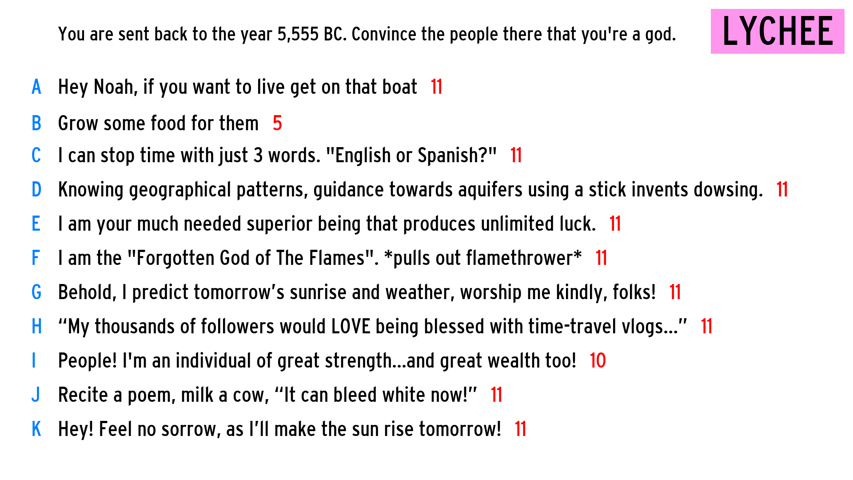 You are sent back to the year 5,555 BC. Convince the people there that you're a god.
LYCHEE
A Hey Noah, if you want to live get on that boat 11
B Grow some food for them 5
C I can stop time with just 3 words. "English or Spanish?" 11
D Knowing geographical patterns, guidance towards aquifers using a stick invents dowsing. 11
E I am your much needed superior being that produces unlimited luck. 11
F I am the "Forgotten God of The Flames". *pulls out flamethrower* 11
G Behold, I predict tomorrow’s sunrise and weather, worship me kindly, folks! 11
H “My thousands of followers would LOVE being blessed with time-travel vlogs...” 11
I People! I'm an individual of great strength...and great wealth too! 10
J Recite a poem, milk a cow, “It can bleed white now!” 11
K Hey! Feel no sorrow, as I’ll make the sun rise tomorrow! 11